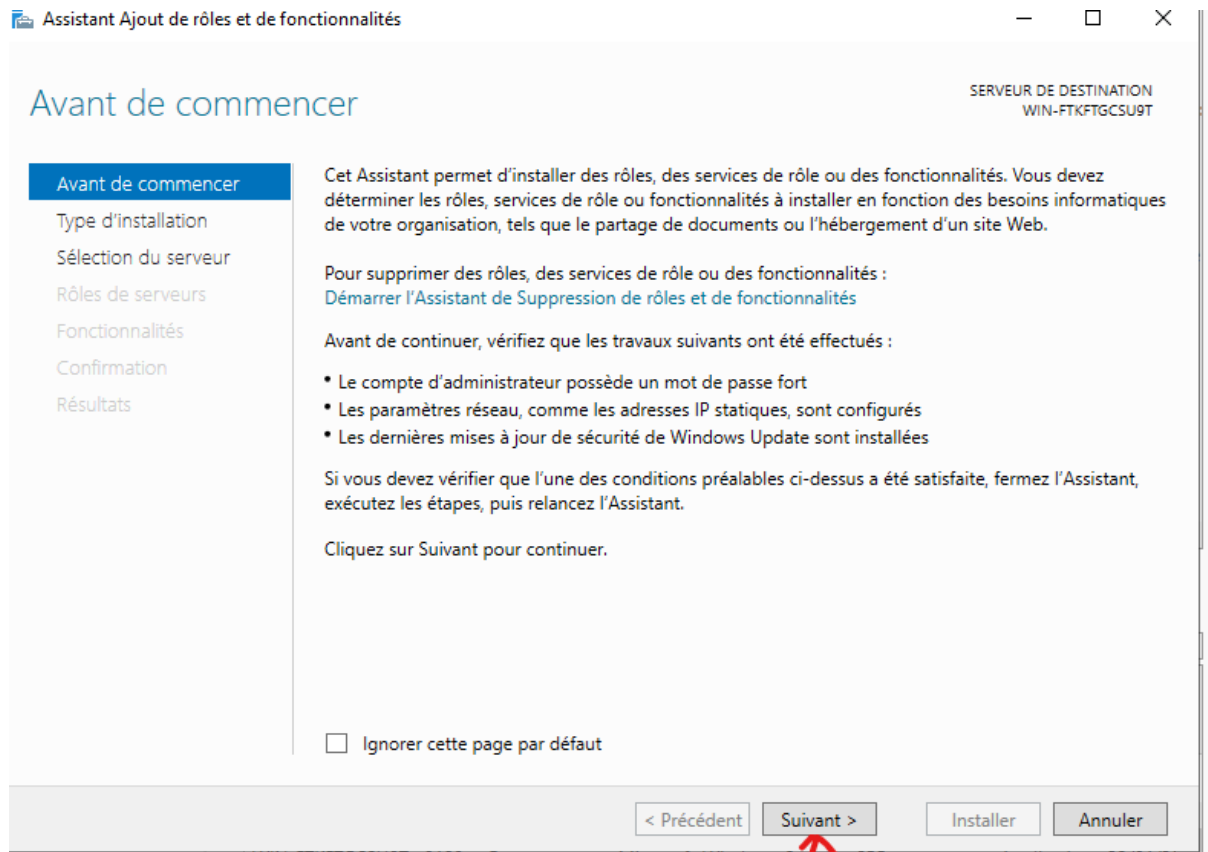 Assistant Ajout de rôles et de fonctionnalités
Avant de commencer
SERVEUR DE DESTINATION
WIN-FTKFTGCSU9T
Avant de commencer
Type d'installation
Sélection du serveur
Rôles de serveurs
Fonctionnalités
Confirmation
Résultats
Cet Assistant permet d'installer des rôles, des services de rôle ou des fonctionnalités. Vous devez
déterminer les rôles, services de rôle ou fonctionnalités à installer en fonction des besoins informatiques
de votre organisation, tels que le partage de documents ou l'hébergement d'un site Web.
Pour supprimer des rôles, des services de rôle ou des fonctionnalités :
Démarrer l'Assistant de Suppression de rôles et de fonctionnalités
Avant de continuer, vérifiez que les travaux suivants ont été effectués :
• Le compte d'administrateur possède un mot de passe fort
• Les paramètres réseau, comme les adresses IP statiques, sont configurés
• Les dernières mises à jour de sécurité de Windows Update sont installées
Si vous devez vérifier que l'une des conditions préalables ci-dessus a été satisfaite, fermez l'Assistant,
exécutez les étapes, puis relancez l'Assistant.
Cliquez sur Suivant pour continuer.
Ignorer cette page par défaut
< Précédent
Suivant >
Installer
Annuler